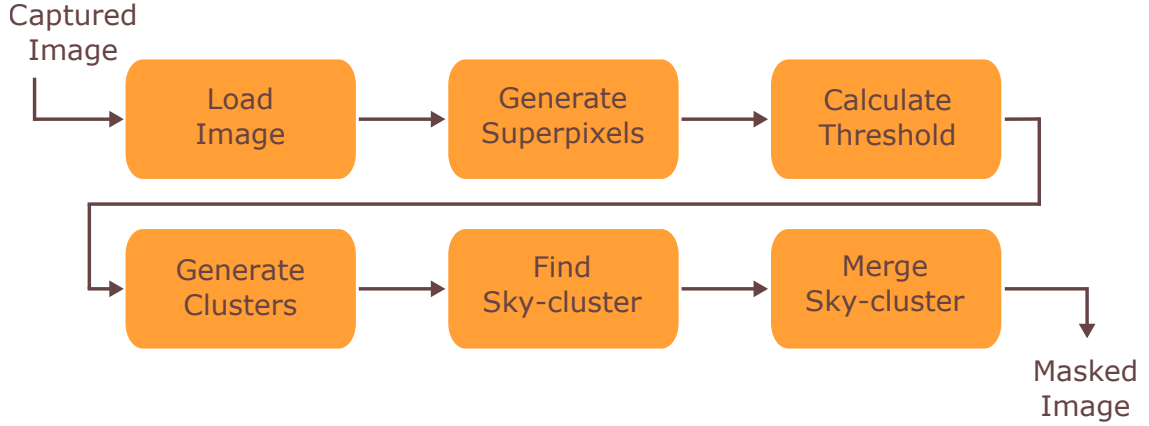 Captured
Image
Load
Image
Generate
Superpixels
Calculate
Threshold
Generate
Clusters
Find
Sky-cluster
Merge
Sky-cluster
Masked
Image